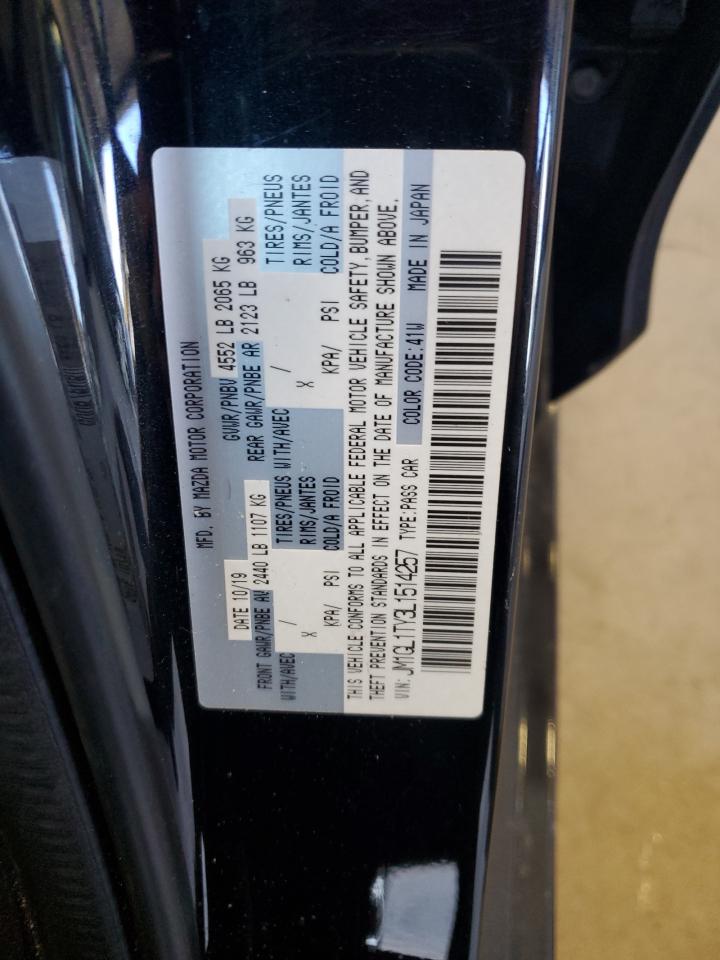 MFD. BY MAZDA MOTOR CORPORATION
DATE 10/19 GVWR/PNBV 4552 LB 2065 KG
FRONT GAWR/PNBE AV 2440 LB 1107 KG REAR GAWR/PNBE AR 2123 LB 963 KG
WITH/AVEC / TIRES/PNEUS WITH/AVEC / TIRES/PNEUS
X RIMS/JANTES X RIMS/JANTES
KPA/ PSI COLD/A FROID KPA/ PSI COLD/A FROID
THIS VEHICLE CONFORMS TO ALL APPLICABLE FEDERAL MOTOR VEHICLE SAFETY, BUMPER, AND
THEFT PREVENTION STANDARDS IN EFFECT ON THE DATE OF MANUFACTURE SHOWN ABOVE.
VIN: JM1GL1TY3L1514257 TYPE:PASS CAR COLOR CODE:41W MADE IN JAPAN